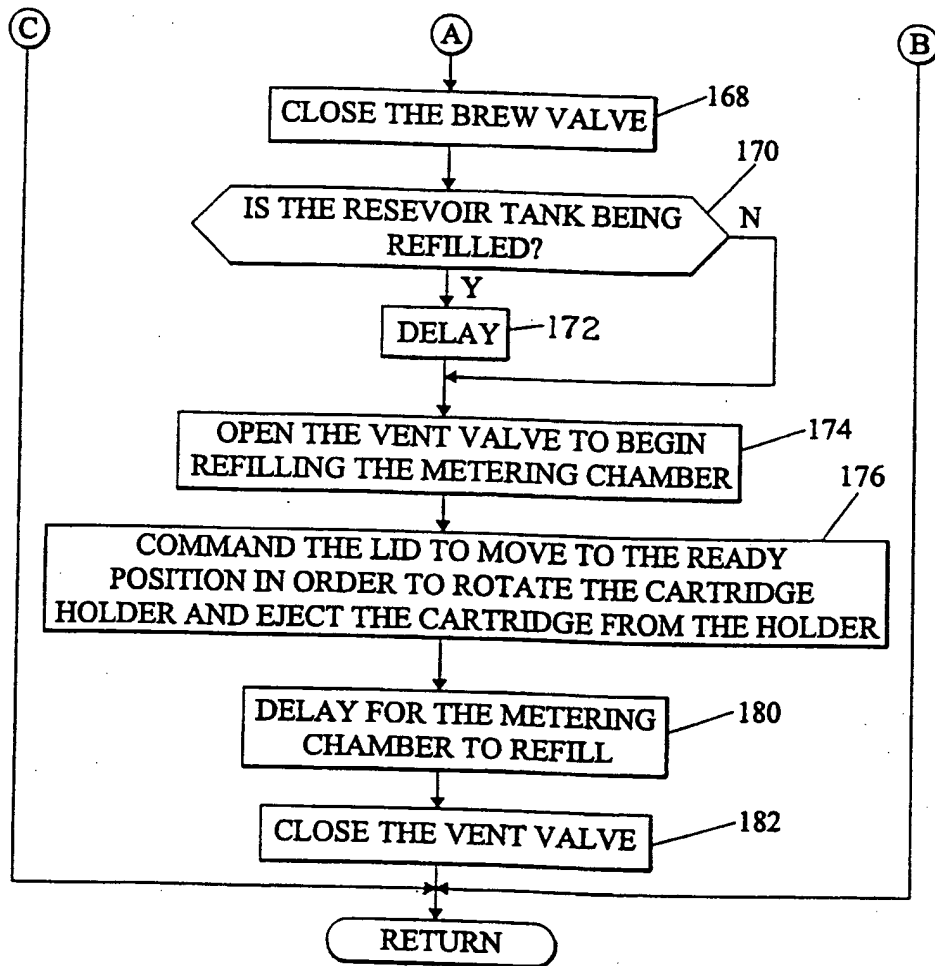 C
A
B
CLOSE THE BREW VALVE
168
170
IS THE RESEVOIR TANK BEING
REFILLED?
N
Y
DELAY
172
OPEN THE VENT VALVE TO BEGIN
REFILLING THE METERING CHAMBER
174
176
COMMAND THE LID TO MOVE TO THE READY
POSITION IN ORDER TO ROTATE THE CARTRIDGE
HOLDER AND EJECT THE CARTRIDGE FROM THE HOLDER
DELAY FOR THE METERING
CHAMBER TO REFILL
180
CLOSE THE VENT VALVE
182
RETURN